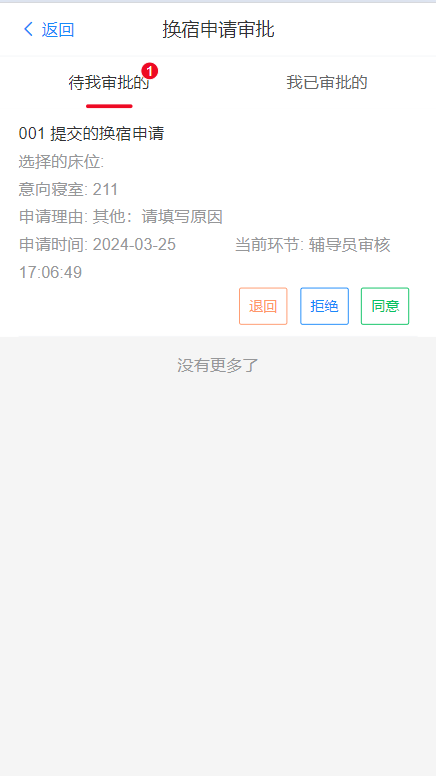 返回
换宿申请审批
待我审批的 1
我已审批的
001 提交的换宿申请
选择的床位:
意向寝室: 211
申请理由: 其他：请填写原因
申请时间: 2024-03-25 当前环节: 辅导员审核
17:06:49
退回 拒绝 同意
没有更多了